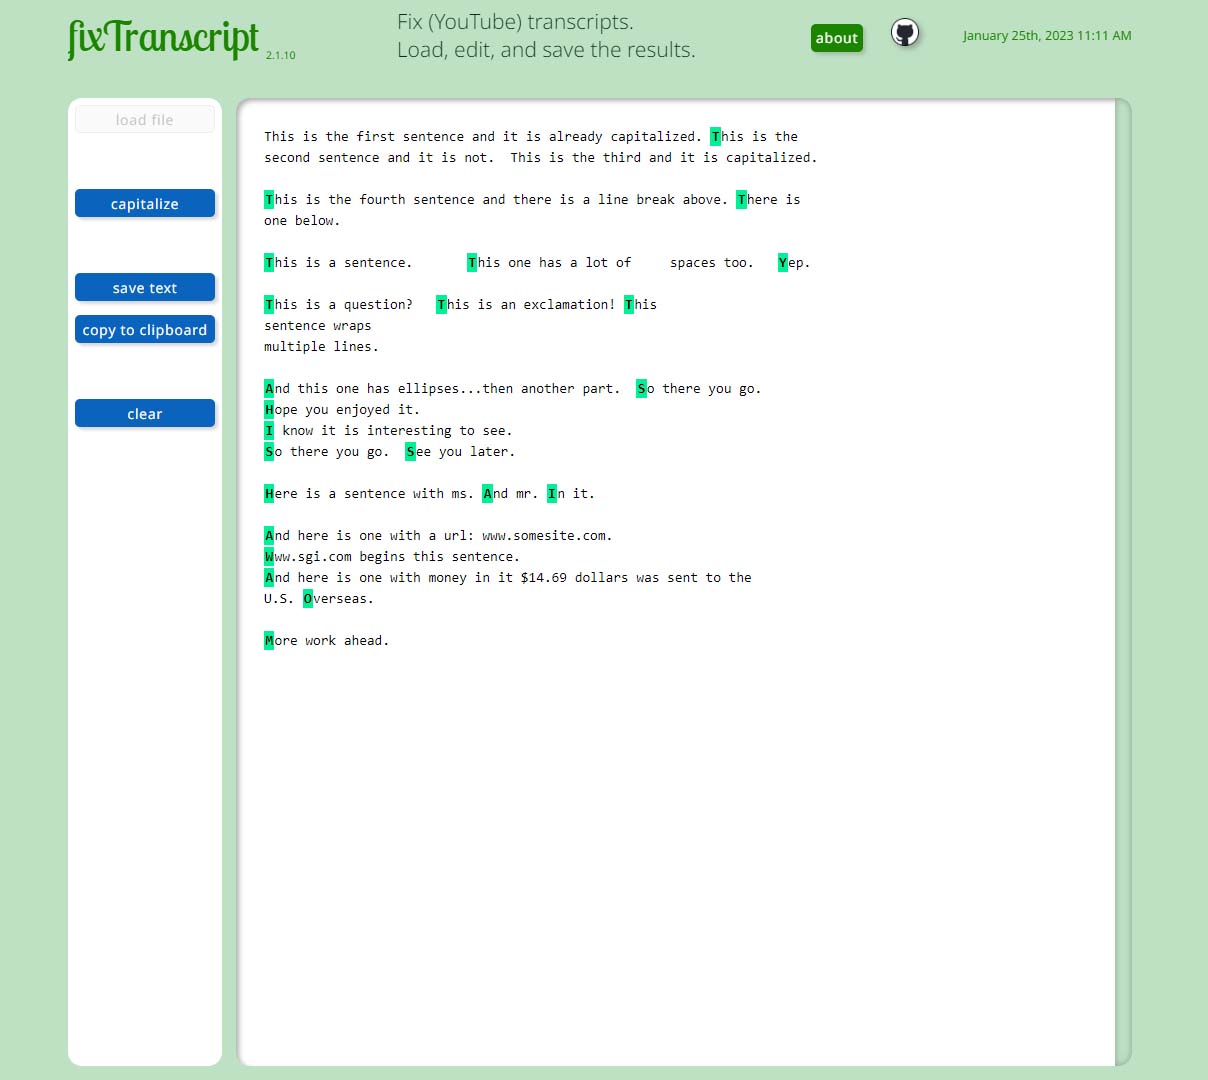 fixTranscript 2.1.10
Fix (YouTube) transcripts.
Load, edit, and save the results.
about
January 25th, 2023 11:11 AM
load file
capitalize
save text
copy to clipboard
clear
This is the first sentence and it is already capitalized. This is the
second sentence and it is not.  This is the third and it is capitalized.
This is the fourth sentence and there is a line break above. There is
one below.
This is a sentence.       This one has a lot of     spaces too.   Yep.
This is a question?   This is an exclamation! This
sentence wraps
multiple lines.
And this one has ellipses...then another part.  So there you go.
Hope you enjoyed it.
I know it is interesting to see.
So there you go.  See you later.
Here is a sentence with ms. And mr. In it.
And here is one with a url: www.somesite.com.
Www.sgi.com begins this sentence.
And here is one with money in it $14.69 dollars was sent to the
U.S. Overseas.
More work ahead.